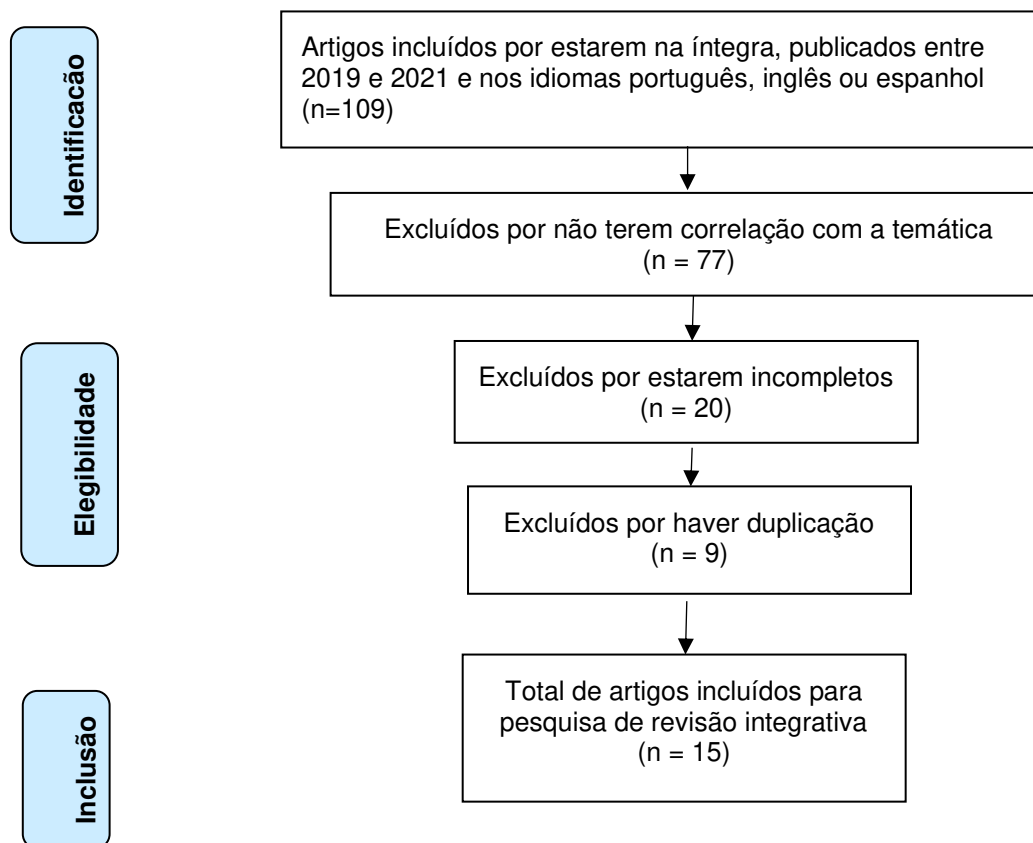 Identificação
Artigos incluídos por estarem na íntegra, publicados entre
2019 e 2021 e nos idiomas português, inglês ou espanhol
(n=109)
Excluídos por não terem correlação com a temática
(n = 77)
Elegibilidade
Excluídos por estarem incompletos
(n = 20)
Excluídos por haver duplicação
(n = 9)
Inclusão
Total de artigos incluídos para
pesquisa de revisão integrativa
(n = 15)